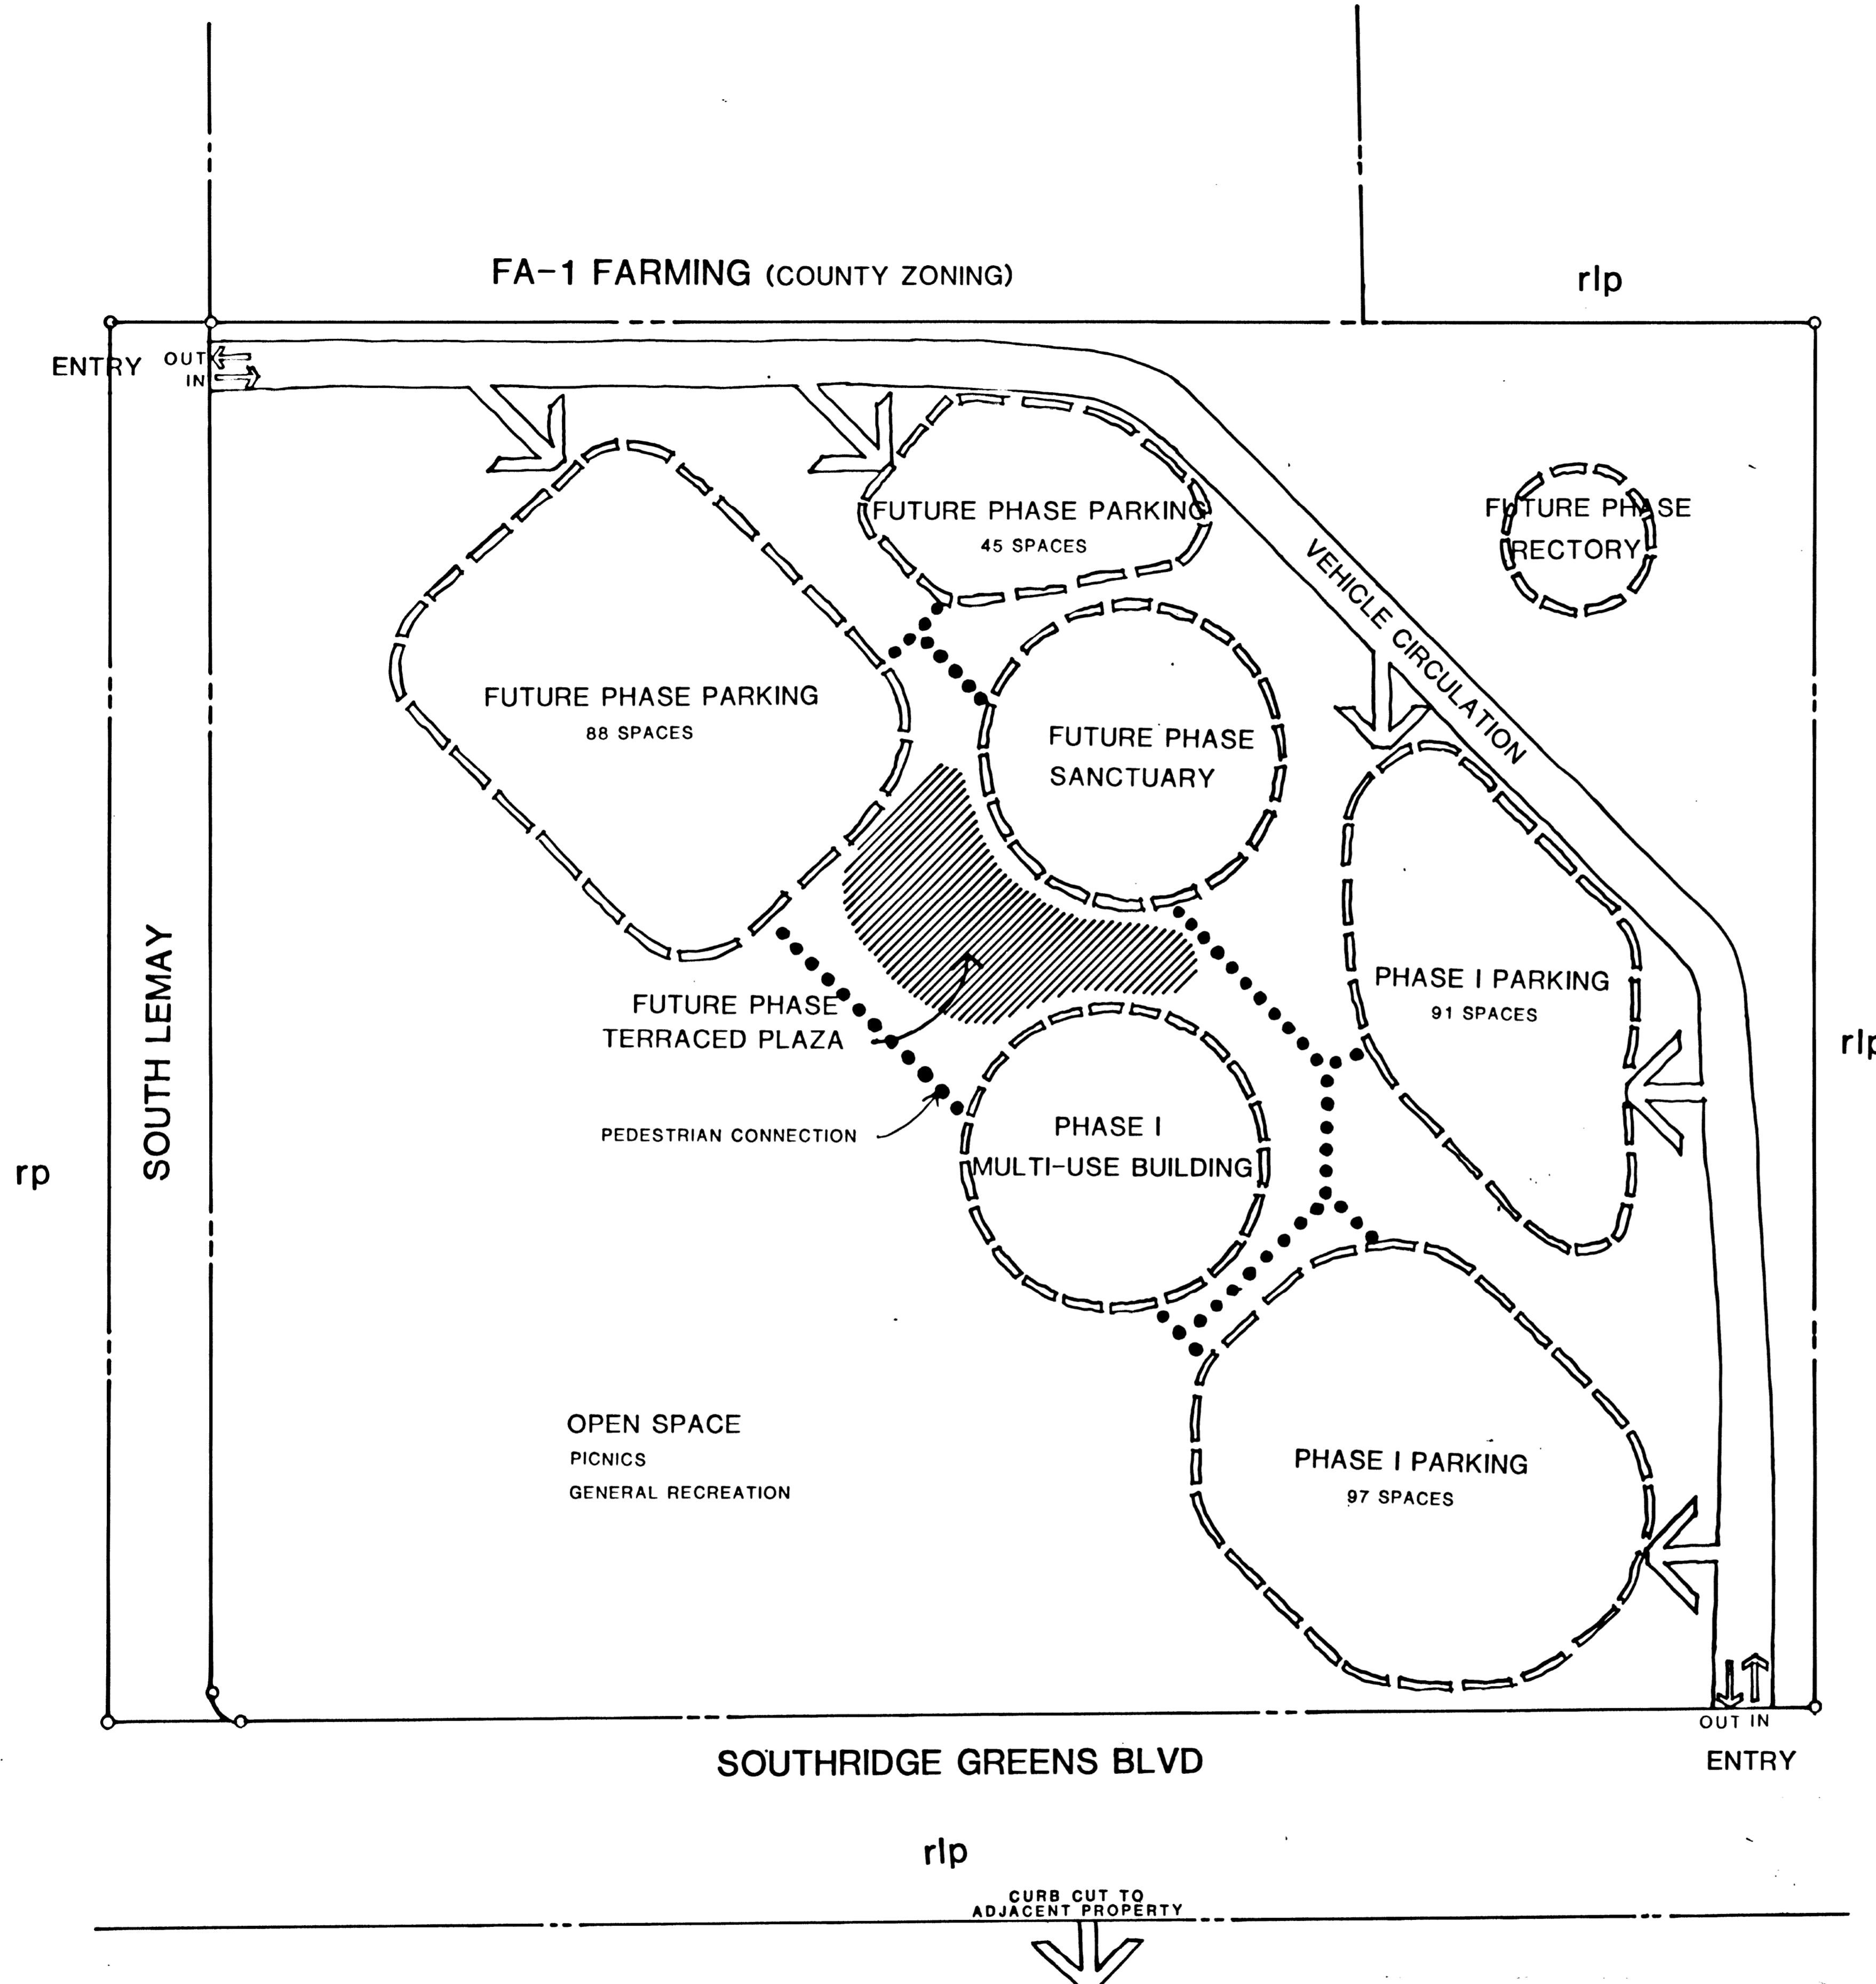 FA-1 FARMING (COUNTY ZONING)
rlp
ENTRY
OUT
IN
FUTURE PHASE PARKING
45 SPACES
FUTURE PHASE
RECTORY
VEHICLE CIRCULATION
FUTURE PHASE PARKING
88 SPACES
FUTURE PHASE
SANCTUARY
SOUTH LEMAY
PHASE I PARKING
91 SPACES
FUTURE PHASE
TERRACED PLAZA
rlp
PEDESTRIAN CONNECTION
PHASE I
MULTI-USE BUILDING
rp
OPEN SPACE
PICNICS
GENERAL RECREATION
PHASE I PARKING
97 SPACES
OUT IN
ENTRY
SOUTHRIDGE GREENS BLVD
rlp
CURB CUT TO
ADJACENT PROPERTY